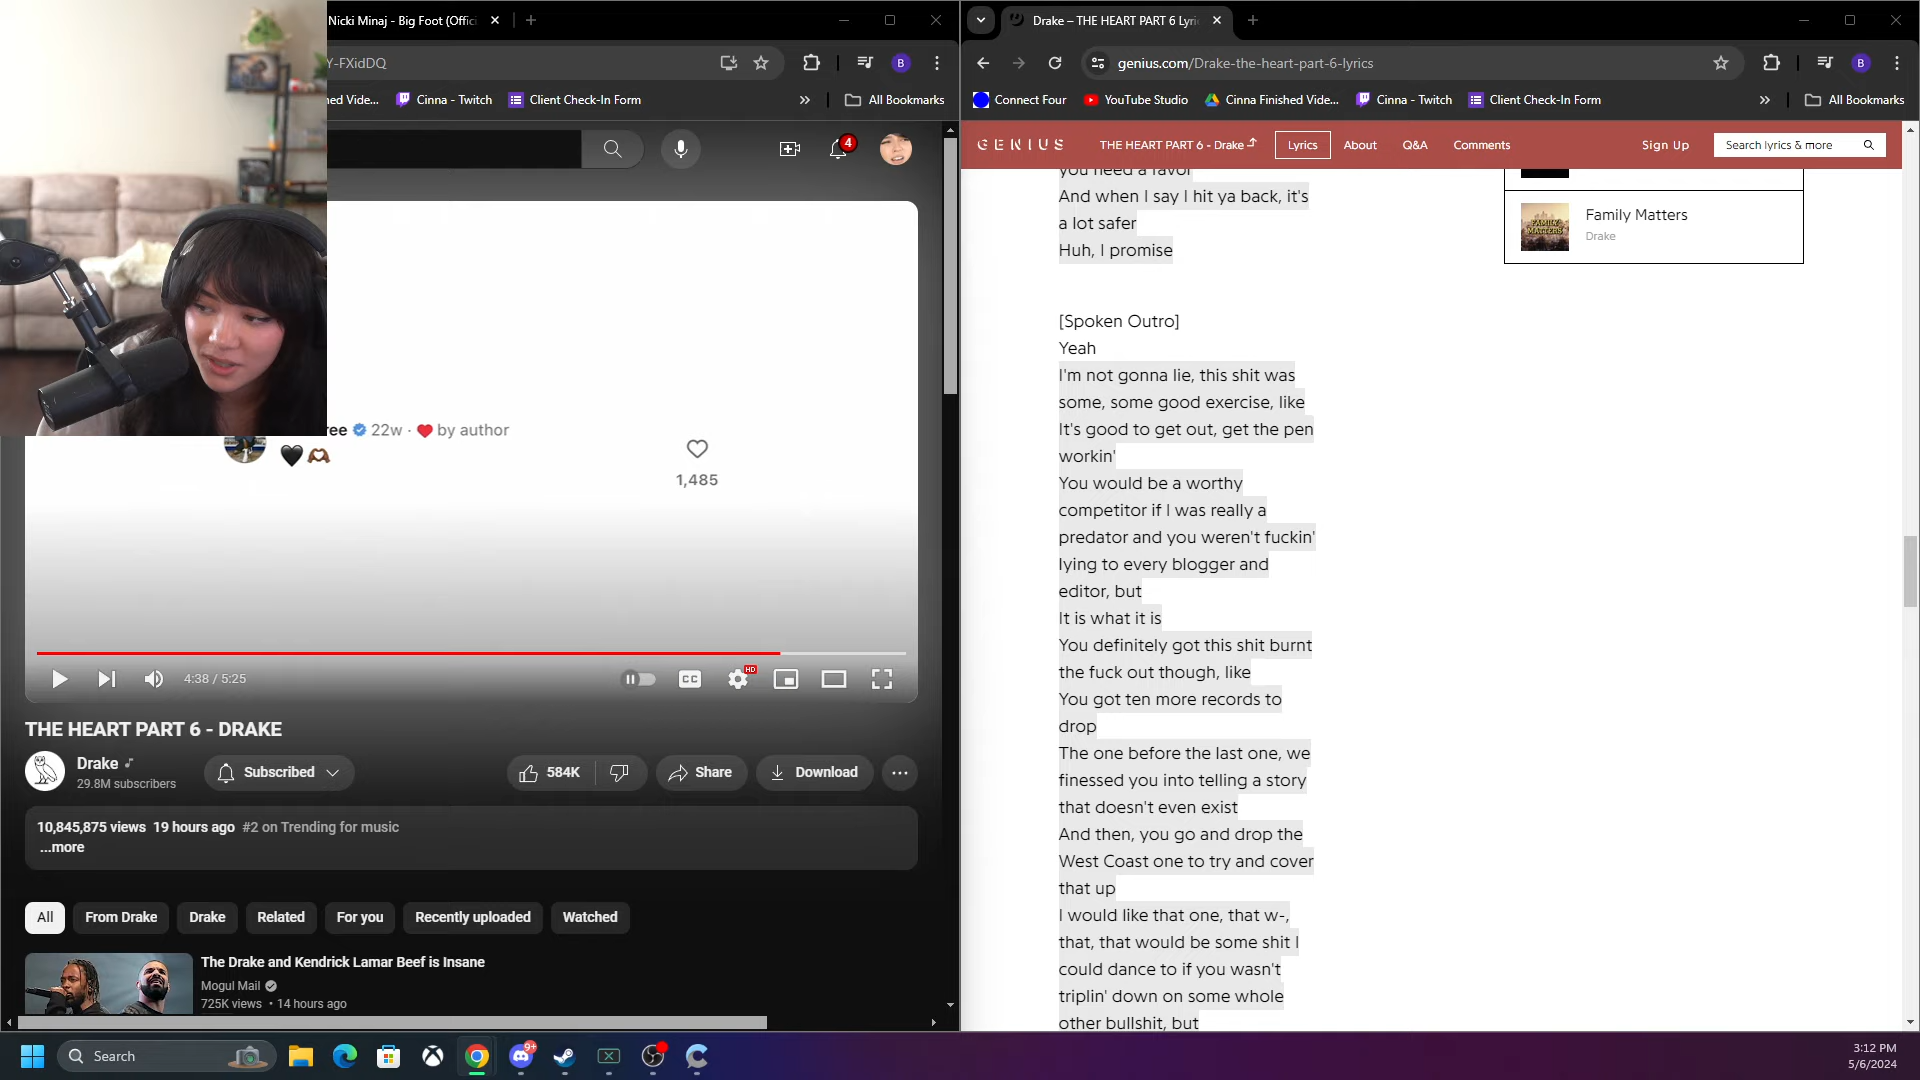 Nicki Minaj - Big Foot (Offici
Y-FXidDQ
B
ned Vide...
Cinna - Twitch
Client Check-In Form
All Bookmarks
4
ree 22w · ❤ by author
🖤
1,485
4:38 / 5:25
CC
HD
THE HEART PART 6 - DRAKE
Drake
29.8M subscribers
Subscribed
584K
Share
Download
10,845,875 views 19 hours ago #2 on Trending for music
...more
All
From Drake
Drake
Related
For you
Recently uploaded
Watched
The Drake and Kendrick Lamar Beef is Insane
Mogul Mail
725K views • 14 hours ago
Drake – THE HEART PART 6 Lyri
genius.com/Drake-the-heart-part-6-lyrics
B
Connect Four
YouTube Studio
Cinna Finished Vide...
Cinna - Twitch
Client Check-In Form
All Bookmarks
GENIUS
THE HEART PART 6 - Drake
Lyrics
About
Q&A
Comments
Sign Up
Search lyrics & more
you need a favor
And when I say I hit ya back, it's
a lot safer
Huh, I promise
[Spoken Outro]
Yeah
I'm not gonna lie, this shit was
some, some good exercise, like
It's good to get out, get the pen
workin'
You would be a worthy
competitor if I was really a
predator and you weren't fuckin'
lying to every blogger and
editor, but
It is what it is
You definitely got this shit burnt
the fuck out though, like
You got ten more records to
drop
The one before the last one, we
finessed you into telling a story
that doesn't even exist
And then, you go and drop the
West Coast one to try and cover
that up
I would like that one, that w-,
that, that would be some shit I
could dance to if you wasn't
triplin' down on some whole
other bullshit, but
Family Matters
Drake
FAMILY
MATTERS
Search
9+
3:12 PM
5/6/2024